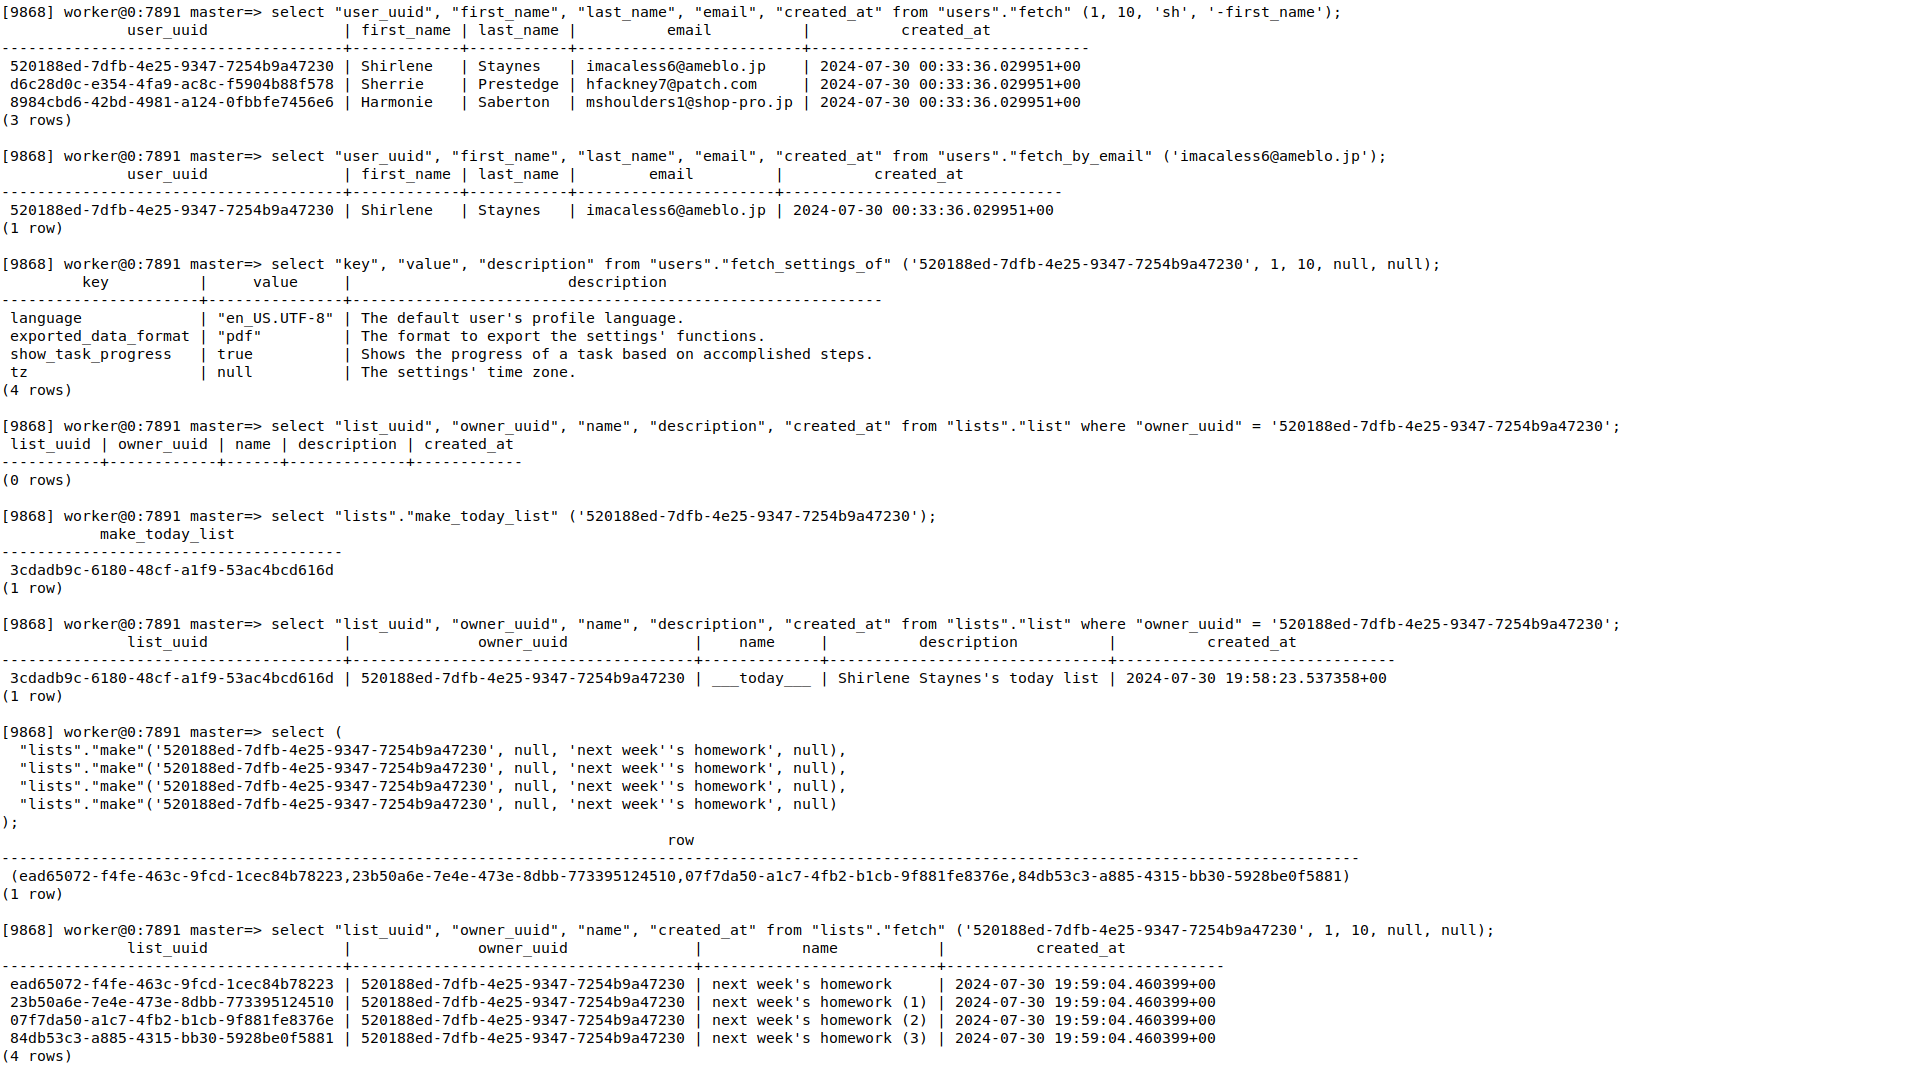 [9868] worker@0:7891 master=> select "user_uuid", "first_name", "last_name", "email", "created_at" from "users"."fetch" (1, 10, 'sh', '-first_name');
              user_uuid               | first_name | last_name |          email          |          created_at
--------------------------------------+------------+-----------+-------------------------+-------------------------------
 520188ed-7dfb-4e25-9347-7254b9a47230 | Shirlene   | Staynes   | imacaless6@ameblo.jp    | 2024-07-30 00:33:36.029951+00
 d6c28d0c-e354-4fa9-ac8c-f5904b88f578 | Sherrie    | Prestedge | hfackney7@patch.com     | 2024-07-30 00:33:36.029951+00
 8984cbd6-42bd-4981-a124-0fbbfe7456e6 | Harmonie   | Saberton  | mshoulders1@shop-pro.jp | 2024-07-30 00:33:36.029951+00
(3 rows)

[9868] worker@0:7891 master=> select "user_uuid", "first_name", "last_name", "email", "created_at" from "users"."fetch_by_email" ('imacaless6@ameblo.jp');
              user_uuid               | first_name | last_name |        email         |          created_at
--------------------------------------+------------+-----------+----------------------+-------------------------------
 520188ed-7dfb-4e25-9347-7254b9a47230 | Shirlene   | Staynes   | imacaless6@ameblo.jp | 2024-07-30 00:33:36.029951+00
(1 row)

[9868] worker@0:7891 master=> select "key", "value", "description" from "users"."fetch_settings_of" ('520188ed-7dfb-4e25-9347-7254b9a47230', 1, 10, null, null);
         key          |     value     |                        description
----------------------+---------------+-----------------------------------------------------------
 language             | "en_US.UTF-8" | The default user's profile language.
 exported_data_format | "pdf"         | The format to export the settings' functions.
 show_task_progress   | true          | Shows the progress of a task based on accomplished steps.
 tz                   | null          | The settings' time zone.
(4 rows)

[9868] worker@0:7891 master=> select "list_uuid", "owner_uuid", "name", "description", "created_at" from "lists"."list" where "owner_uuid" = '520188ed-7dfb-4e25-9347-7254b9a47230';
 list_uuid | owner_uuid | name | description | created_at
-----------+------------+------+-------------+------------
(0 rows)

[9868] worker@0:7891 master=> select "lists"."make_today_list" ('520188ed-7dfb-4e25-9347-7254b9a47230');
           make_today_list
--------------------------------------
 3cdadb9c-6180-48cf-a1f9-53ac4bcd616d
(1 row)

[9868] worker@0:7891 master=> select "list_uuid", "owner_uuid", "name", "description", "created_at" from "lists"."list" where "owner_uuid" = '520188ed-7dfb-4e25-9347-7254b9a47230';
              list_uuid               |              owner_uuid              |    name     |          description          |          created_at
--------------------------------------+--------------------------------------+-------------+-------------------------------+-------------------------------
 3cdadb9c-6180-48cf-a1f9-53ac4bcd616d | 520188ed-7dfb-4e25-9347-7254b9a47230 | ___today___ | Shirlene Staynes's today list | 2024-07-30 19:58:23.537358+00
(1 row)

[9868] worker@0:7891 master=> select (
  "lists"."make"('520188ed-7dfb-4e25-9347-7254b9a47230', null, 'next week''s homework', null),
  "lists"."make"('520188ed-7dfb-4e25-9347-7254b9a47230', null, 'next week''s homework', null),
  "lists"."make"('520188ed-7dfb-4e25-9347-7254b9a47230', null, 'next week''s homework', null),
  "lists"."make"('520188ed-7dfb-4e25-9347-7254b9a47230', null, 'next week''s homework', null)
);
                                                                          row
-------------------------------------------------------------------------------------------------------------------------------------------------------
 (ead65072-f4fe-463c-9fcd-1cec84b78223,23b50a6e-7e4e-473e-8dbb-773395124510,07f7da50-a1c7-4fb2-b1cb-9f881fe8376e,84db53c3-a885-4315-bb30-5928be0f5881)
(1 row)

[9868] worker@0:7891 master=> select "list_uuid", "owner_uuid", "name", "created_at" from "lists"."fetch" ('520188ed-7dfb-4e25-9347-7254b9a47230', 1, 10, null, null);
              list_uuid               |              owner_uuid              |           name           |          created_at
--------------------------------------+--------------------------------------+--------------------------+-------------------------------
 ead65072-f4fe-463c-9fcd-1cec84b78223 | 520188ed-7dfb-4e25-9347-7254b9a47230 | next week's homework     | 2024-07-30 19:59:04.460399+00
 23b50a6e-7e4e-473e-8dbb-773395124510 | 520188ed-7dfb-4e25-9347-7254b9a47230 | next week's homework (1) | 2024-07-30 19:59:04.460399+00
 07f7da50-a1c7-4fb2-b1cb-9f881fe8376e | 520188ed-7dfb-4e25-9347-7254b9a47230 | next week's homework (2) | 2024-07-30 19:59:04.460399+00
 84db53c3-a885-4315-bb30-5928be0f5881 | 520188ed-7dfb-4e25-9347-7254b9a47230 | next week's homework (3) | 2024-07-30 19:59:04.460399+00
(4 rows)